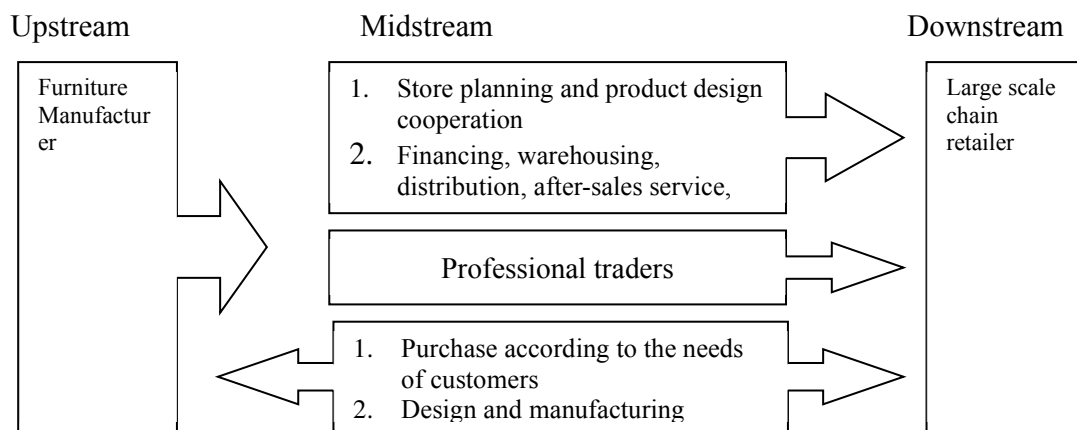 Upstream
Midstream
Downstream
Furniture
Manufactur
er
1. Store planning and product design
cooperation
2. Financing, warehousing,
distribution, after-sales service,
Professional traders
1. Purchase according to the needs
of customers
2. Design and manufacturing
Large scale
chain
retailer